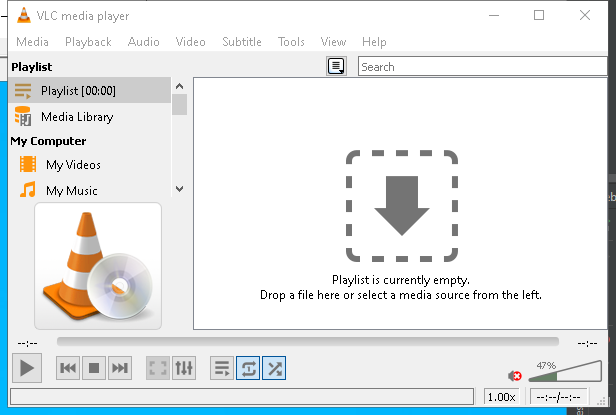 VLC media player
Media Playback Audio Video Subtitle Tools View Help
Playlist
Search
Playlist [00:00]
Media Library
My Computer
My Videos
My Music
Playlist is currently empty.
Drop a file here or select a media source from the left.
--:-- --:--
47%
1.00x --:--/--:--